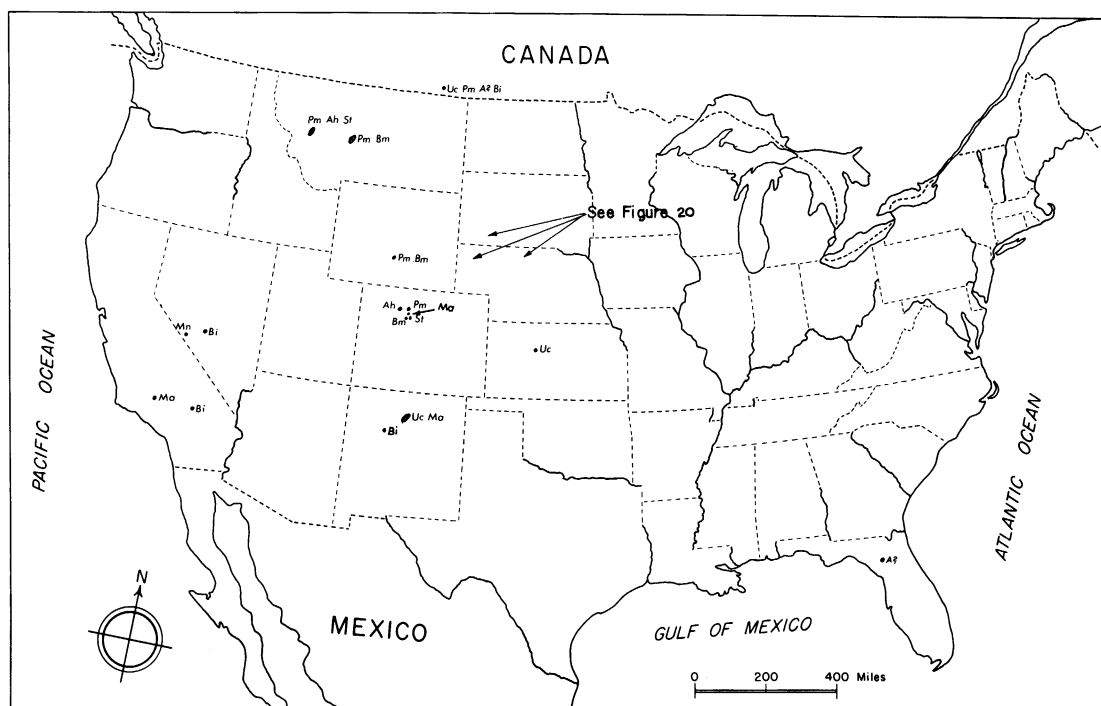 CANADA
Uc Pm A? Bi
Pm Ah St
Pm Bm
See Figure 20
Pm Bm
Ah Pm Ma
Bm St
Mn Bi
Uc
Ma
Bi
Uc Ma
Bi
PACIFIC OCEAN
ATLANTIC OCEAN
A?
N
MEXICO
GULF OF MEXICO
0 200 400 Miles